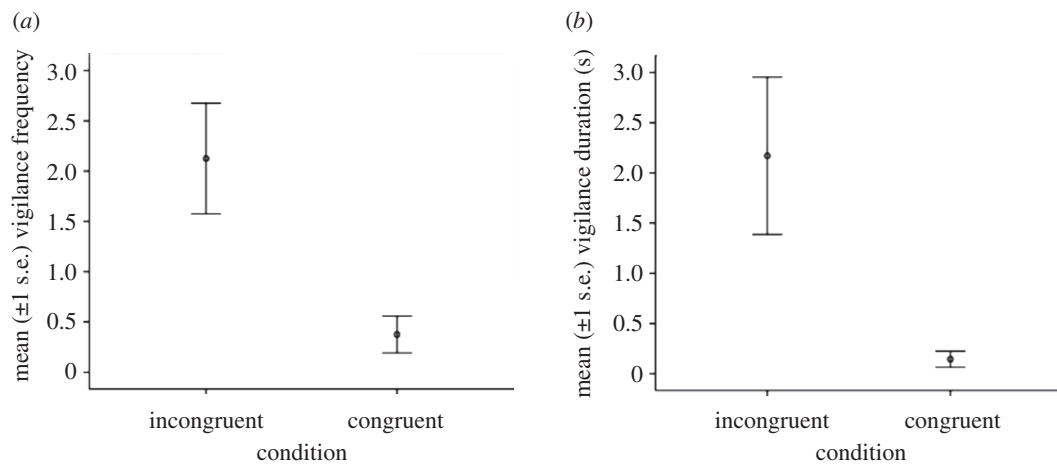 (a)
mean (±1 s.e.) vigilance frequency
3.0
2.5
2.0
1.5
1.0
0.5
0
incongruent congruent
condition
(b)
mean (±1 s.e.) vigilance duration (s)
3.0
2.5
2.0
1.5
1.0
0.5
0
incongruent congruent
condition